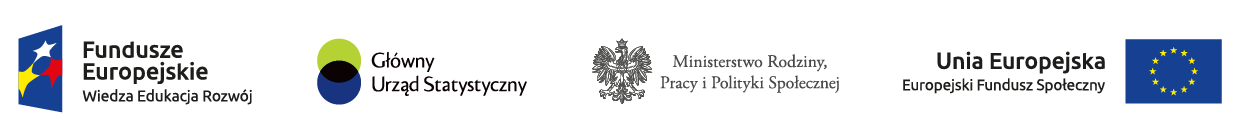 Fundusze
Europejskie
Wiedza Edukacja Rozwój
Główny
Urząd Statystyczny
Ministerstwo Rodziny,
Pracy i Polityki Społecznej
Unia Europejska
Europejski Fundusz Społeczny